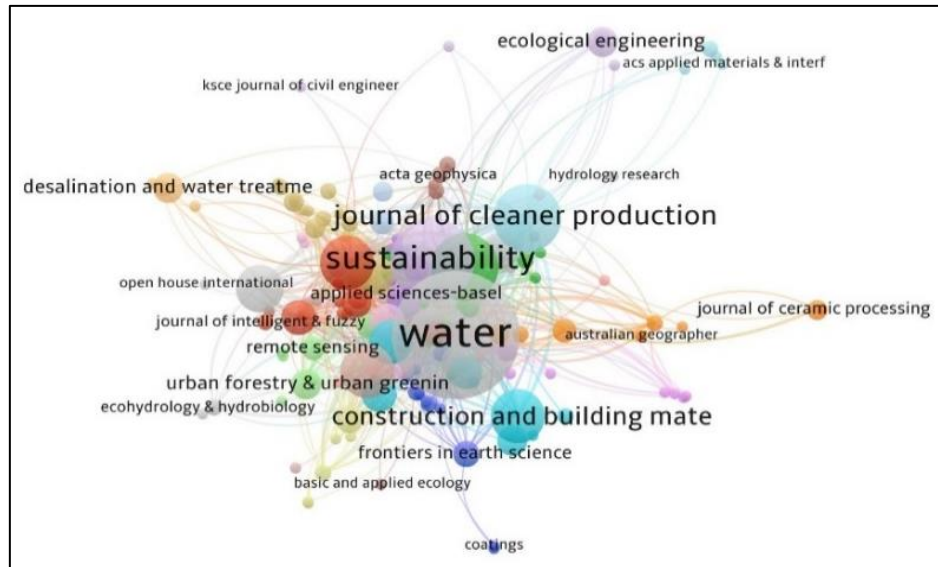 ecological engineering
acs applied materials & interf
ksce journal of civil engineer
acta geophysica
hydrology research
desalination and water treatme
journal of cleaner production
sustainability
open house international
applied sciences-basel
journal of ceramic processing
journal of intelligent & fuzzy
water
australian geographer
remote sensing
urban forestry & urban greenin
ecohydrology & hydrobiology
construction and building mate
frontiers in earth science
basic and applied ecology
coatings